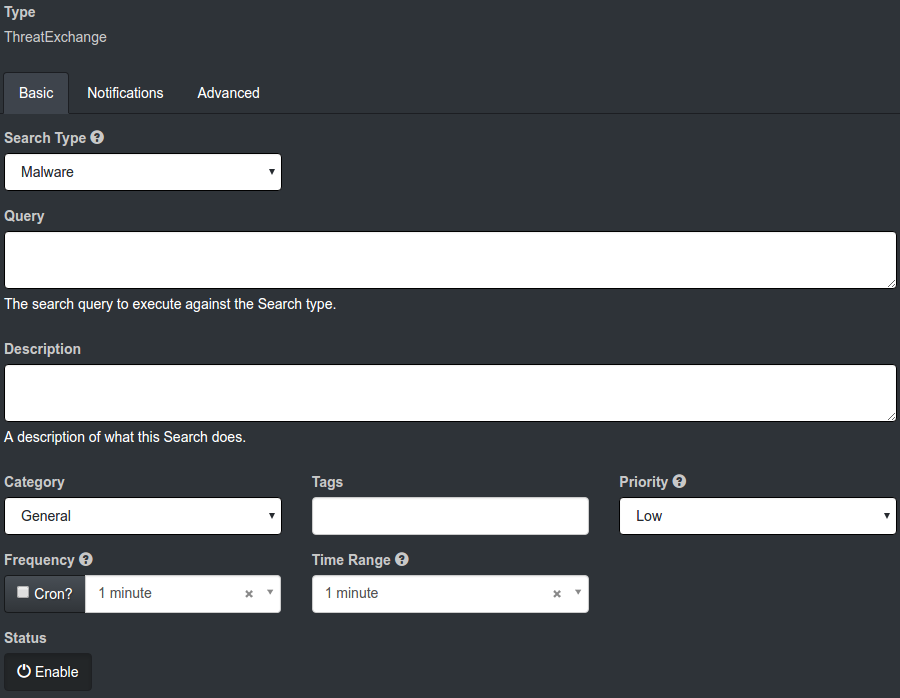 Type
ThreatExchange
Basic Notifications Advanced
Search Type ?
Malware
Query
The search query to execute against the Search type.
Description
A description of what this Search does.
Category Tags Priority ?
General Low
Frequency ? Time Range ?
Cron? 1 minute × 1 minute ×
Status
Enable